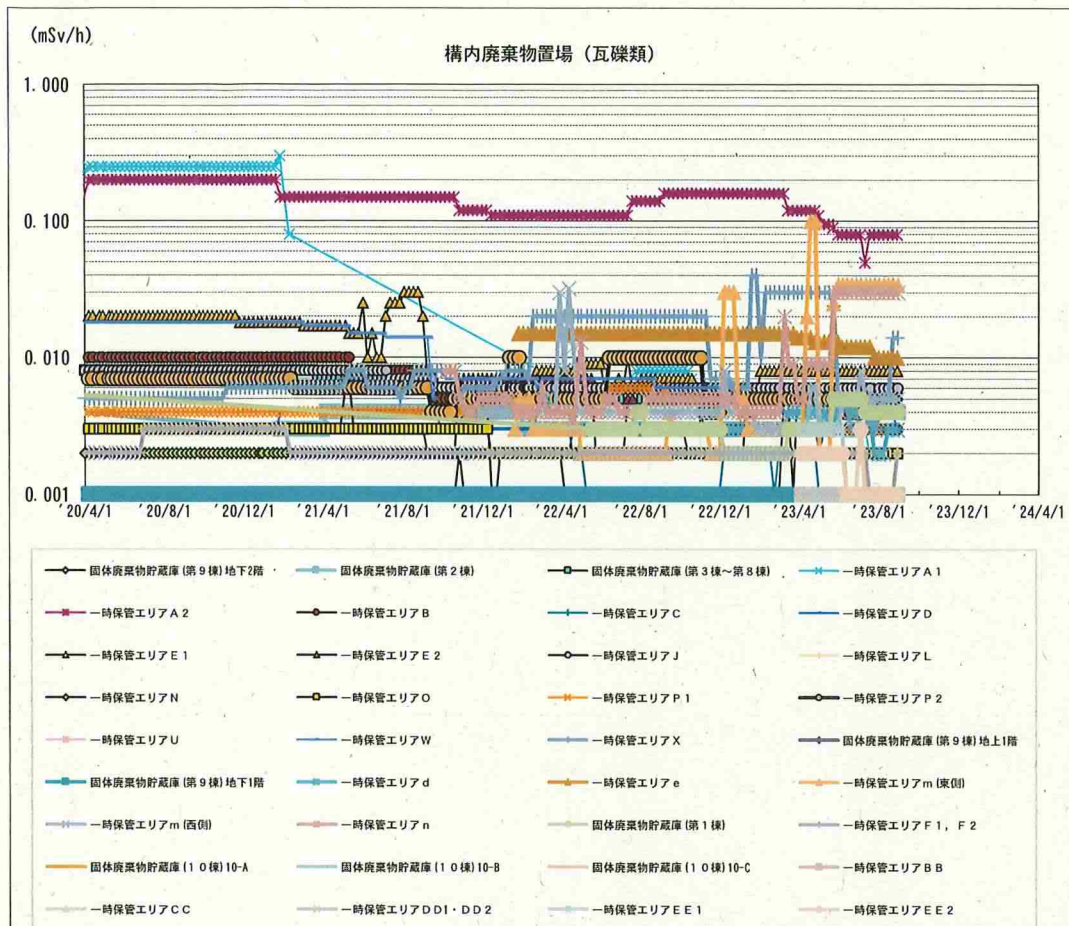 (mSv/h)
構内廃棄物置場（瓦礫類）
1.000
0.100
0.010
0.001
'20/4/1 '20/8/1 '20/12/1 '21/4/1 '21/8/1 '21/12/1 '22/4/1 '22/8/1 '22/12/1 '23/4/1 '23/8/1 '23/12/1 '24/4/1
固体廃棄物貯蔵庫(第９棟)地下2階 固体廃棄物貯蔵庫(第２棟) 固体廃棄物貯蔵庫(第３棟～第８棟) 一時保管エリアＡ１
一時保管エリアＡ２ 一時保管エリアＢ 一時保管エリアＣ 一時保管エリアＤ
一時保管エリアＥ１ 一時保管エリアＥ２ 一時保管エリアＪ 一時保管エリアＬ
一時保管エリアＮ 一時保管エリアＯ 一時保管エリアＰ１ 一時保管エリアＰ２
一時保管エリアＵ 一時保管エリアＷ 一時保管エリアＸ 固体廃棄物貯蔵庫(第９棟)地上1階
固体廃棄物貯蔵庫(第９棟)地下1階 一時保管エリアｄ 一時保管エリアｅ 一時保管エリアｍ(東側)
一時保管エリアｍ(西側) 一時保管エリアｎ 固体廃棄物貯蔵庫(第１棟) 一時保管エリアＦ１，Ｆ２
固体廃棄物貯蔵庫(１０棟)10-A 固体廃棄物貯蔵庫(１０棟)10-B 固体廃棄物貯蔵庫(１０棟)10-C 一時保管エリアＢＢ
一時保管エリアＣＣ 一時保管エリアＤＤ1・ＤＤ２ 一時保管エリアＥＥ１ 一時保管エリアＥＥ２